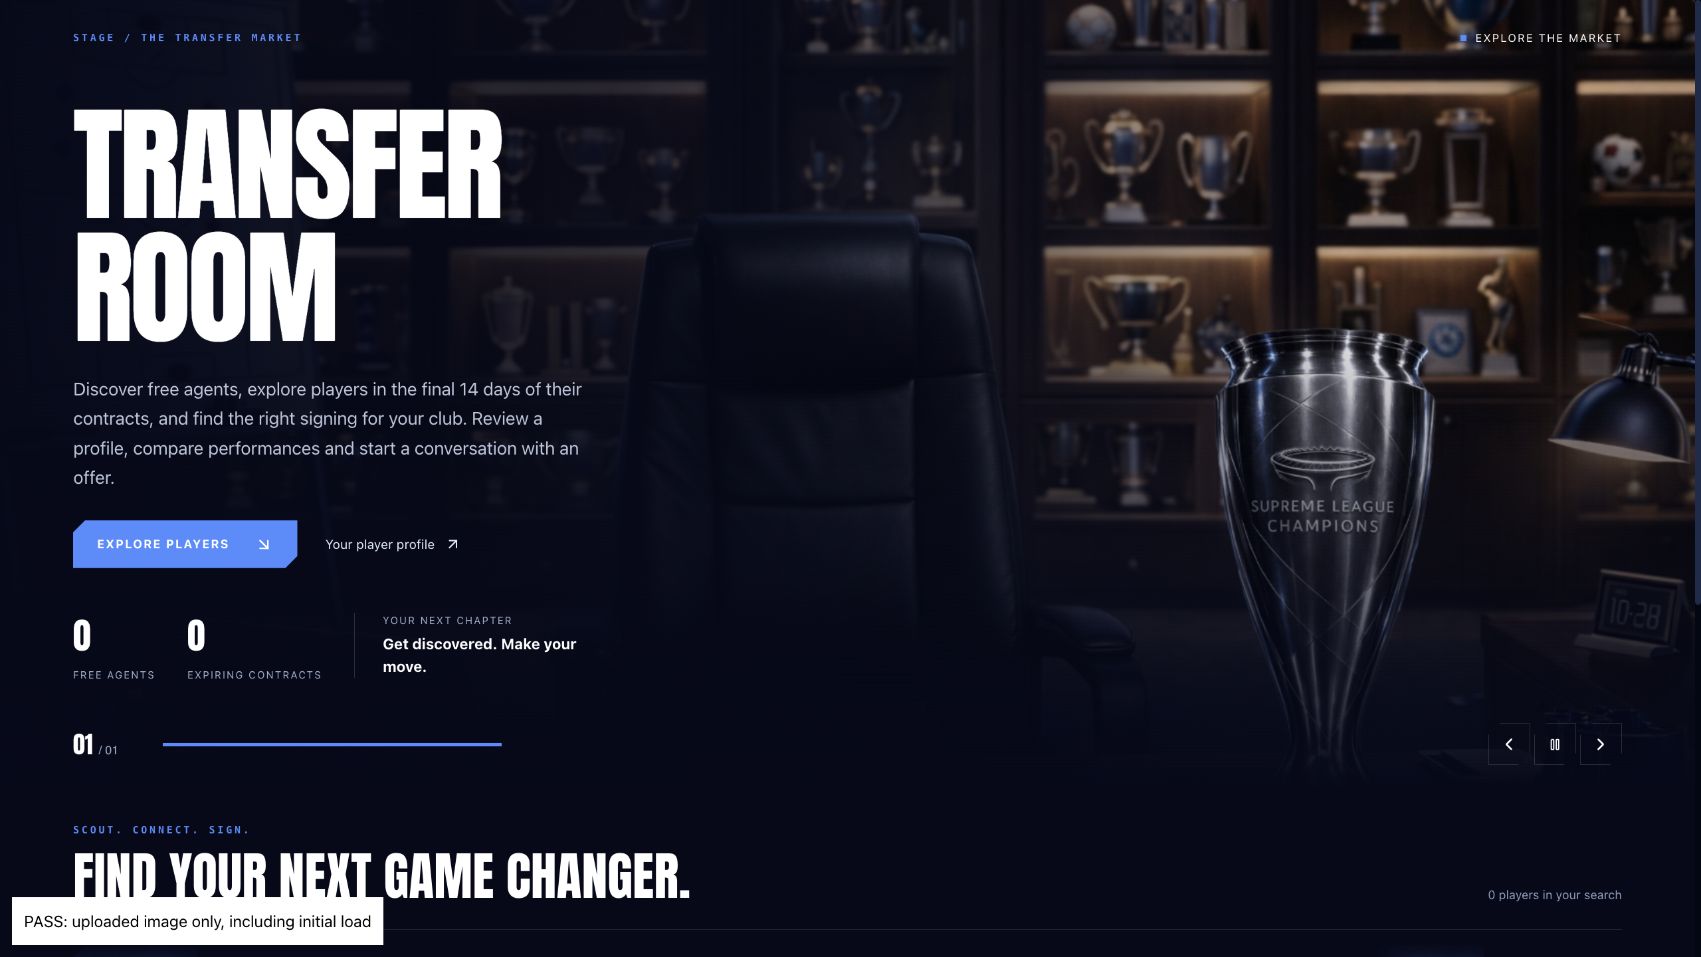 STAGE / THE TRANSFER MARKET
EXPLORE THE MARKET
TRANSFER
ROOM
Discover free agents, explore players in the final 14 days of their
contracts, and find the right signing for your club. Review a
profile, compare performances and start a conversation with an
offer.
EXPLORE PLAYERS
Your player profile
SUPREME LEAGUE
CHAMPIONS
10:28
0
FREE AGENTS
0
EXPIRING CONTRACTS
YOUR NEXT CHAPTER
Get discovered. Make your
move.
01 / 01
SCOUT. CONNECT. SIGN.
FIND YOUR NEXT GAME CHANGER.
0 players in your search
PASS: uploaded image only, including initial load